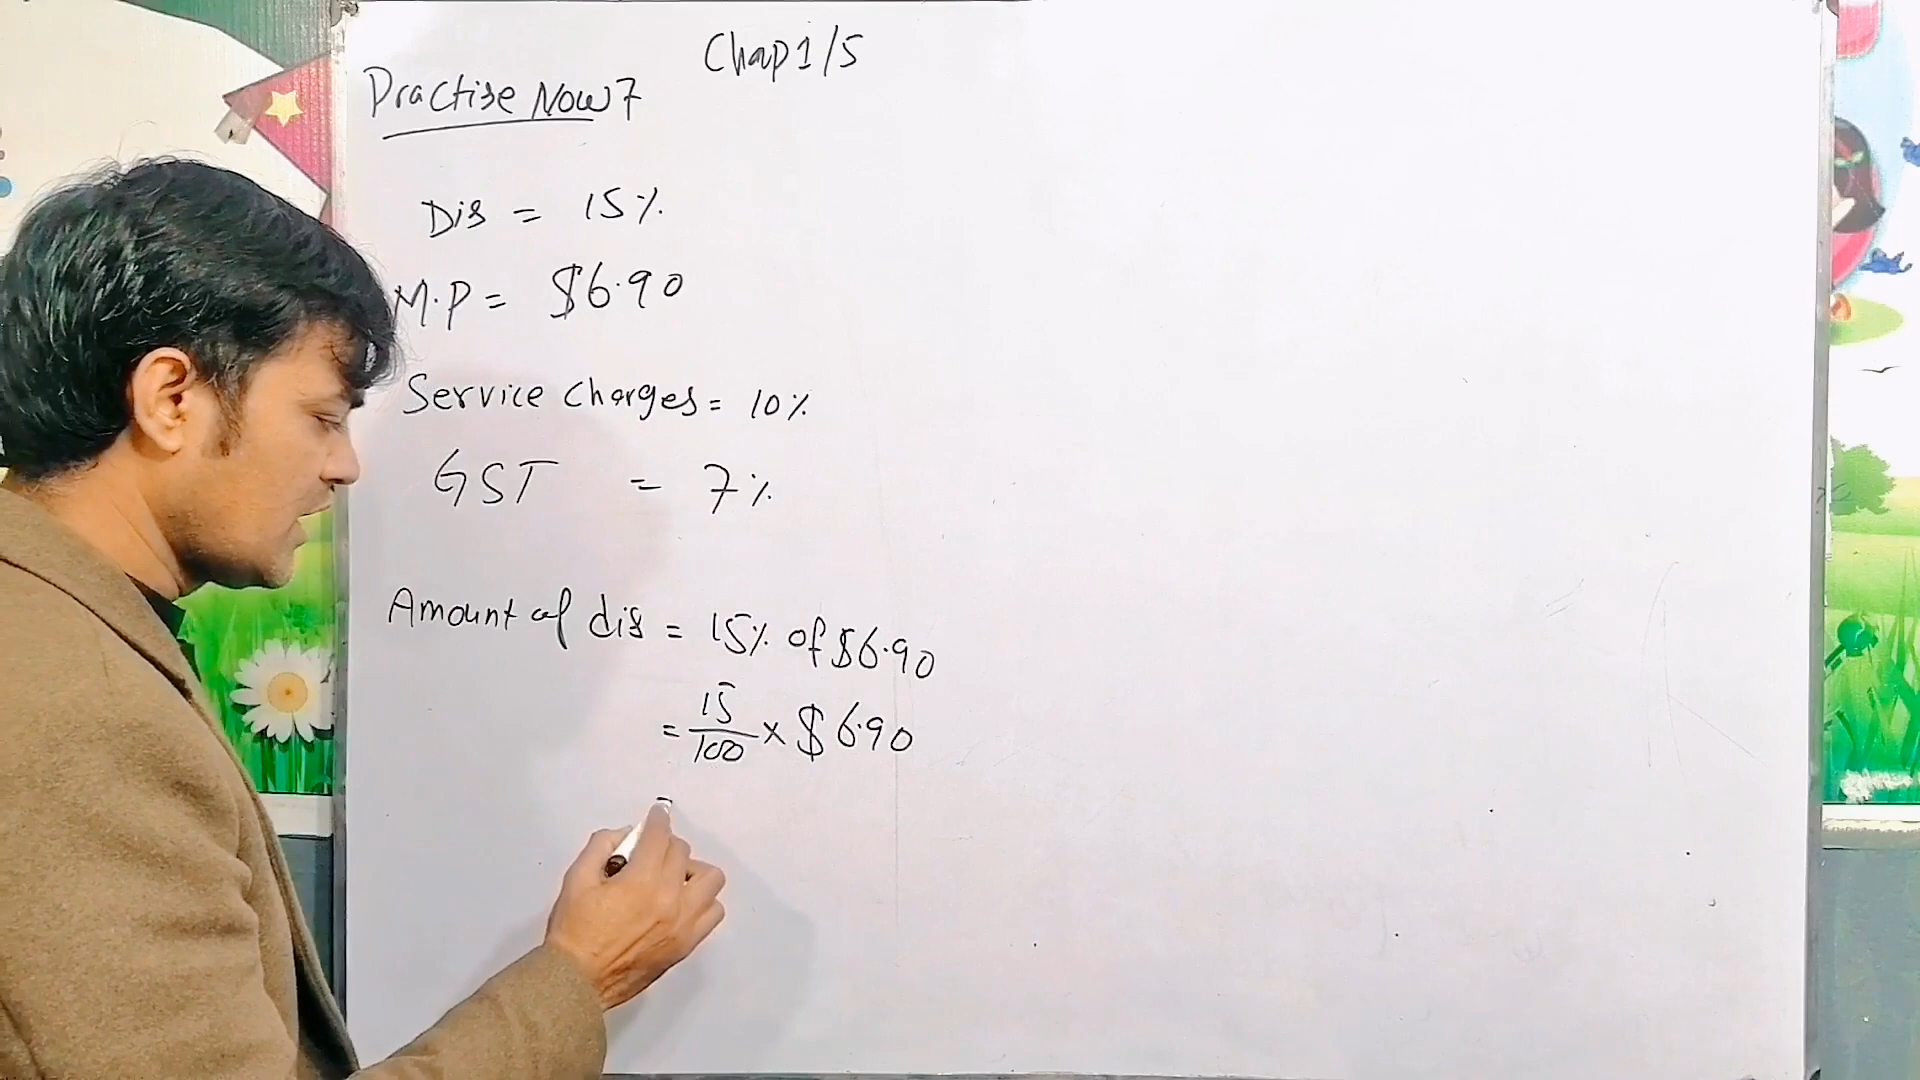 Chap 1/5
Practise Now 7
Dis = 15%
M.P = $6.90
Service Charges = 10%
GST = 7%
Amount of dis = 15% of $6.90
= 15/100 × $6.90